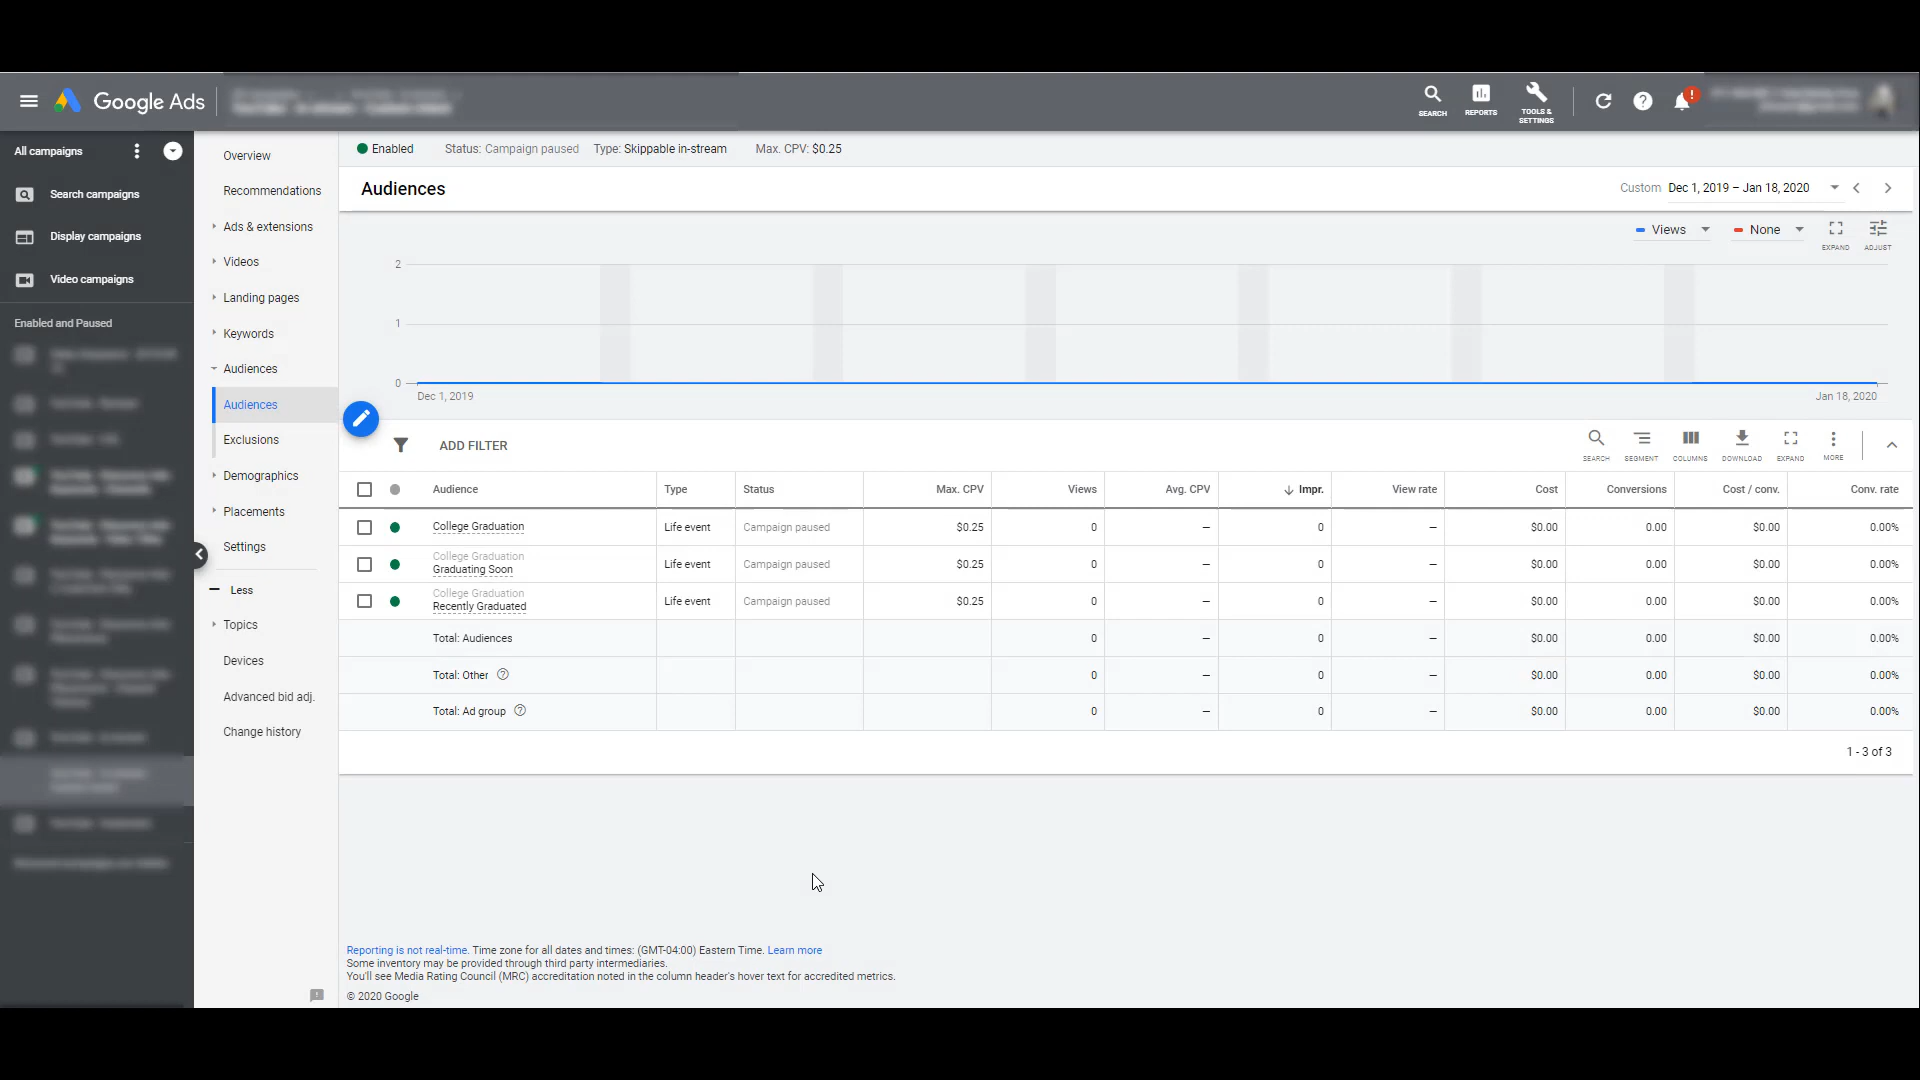 Google Ads
SEARCH
REPORTS
TOOLS &
SETTINGS
!
All campaigns
Search campaigns
Display campaigns
Video campaigns
Enabled and Paused
Overview
Recommendations
Ads & extensions
Videos
Landing pages
Keywords
Audiences
Audiences
Exclusions
Demographics
Placements
Settings
Less
Topics
Devices
Advanced bid adj.
Change history
Enabled Status: Campaign paused Type: Skippable in-stream Max. CPV: $0.25
Audiences
Custom Dec 1, 2019 – Jan 18, 2020
Views None
EXPAND ADJUST
2
1
0
Dec 1, 2019 Jan 18, 2020
ADD FILTER
SEARCH SEGMENT COLUMNS DOWNLOAD EXPAND MORE
Audience Type Status Max. CPV Views Avg. CPV Impr. View rate Cost Conversions Cost / conv. Conv. rate
College Graduation Life event Campaign paused $0.25 0 — 0 — $0.00 0.00 $0.00 0.00%
College Graduation
Graduating Soon Life event Campaign paused $0.25 0 — 0 — $0.00 0.00 $0.00 0.00%
College Graduation
Recently Graduated Life event Campaign paused $0.25 0 — 0 — $0.00 0.00 $0.00 0.00%
Total: Audiences 0 — 0 — $0.00 0.00 $0.00 0.00%
Total: Other 0 — 0 — $0.00 0.00 $0.00 0.00%
Total: Ad group 0 — 0 — $0.00 0.00 $0.00 0.00%
1 - 3 of 3
Reporting is not real-time. Time zone for all dates and times: (GMT-04:00) Eastern Time. Learn more
Some inventory may be provided through third party intermediaries.
You'll see Media Rating Council (MRC) accreditation noted in the column header's hover text for accredited metrics.
© 2020 Google